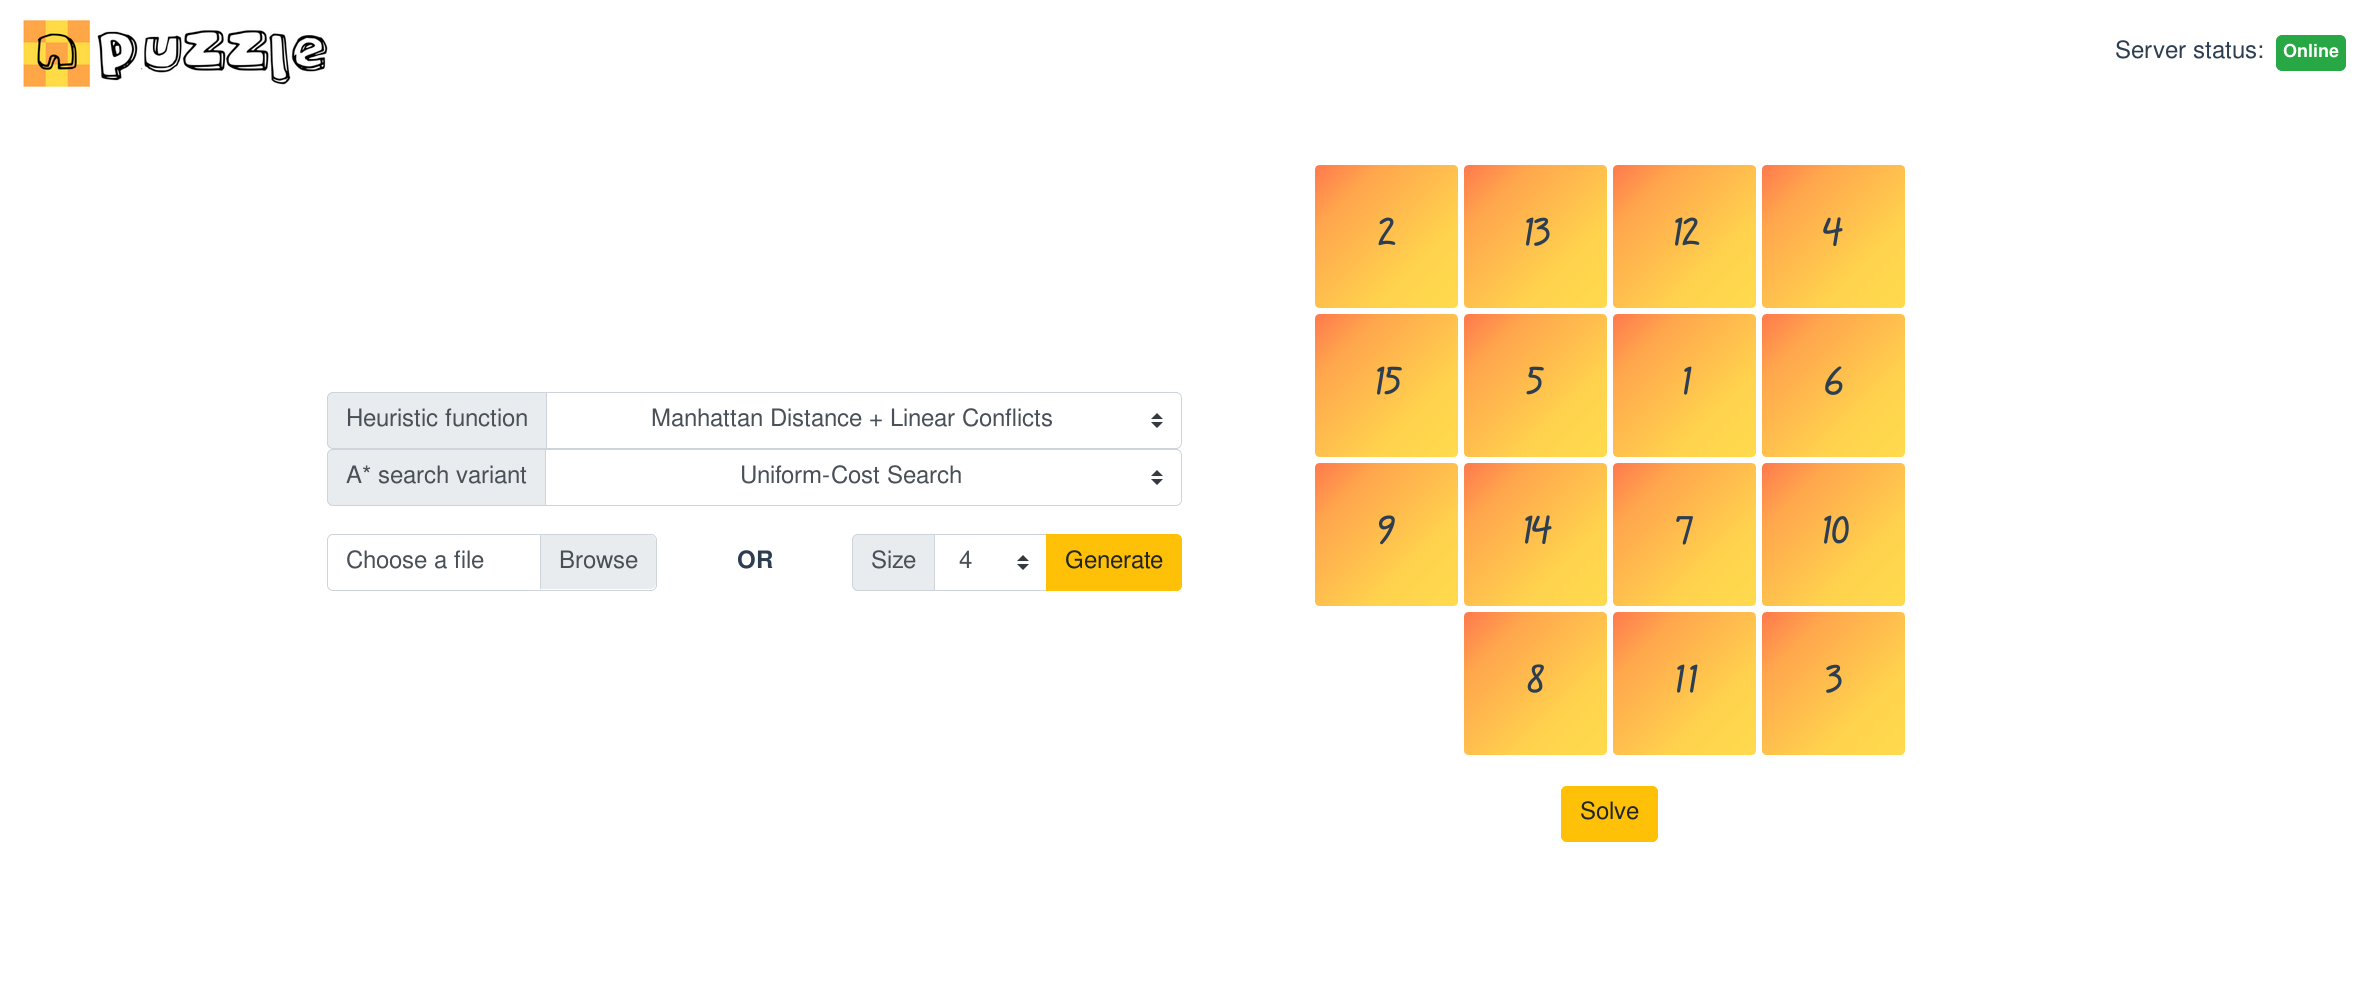 n puzzle
Server status: Online
Heuristic function Manhattan Distance + Linear Conflicts
A* search variant Uniform-Cost Search
Choose a file Browse OR Size 4 Generate
2 13 12 4
15 5 1 6
9 14 7 10
8 11 3
Solve